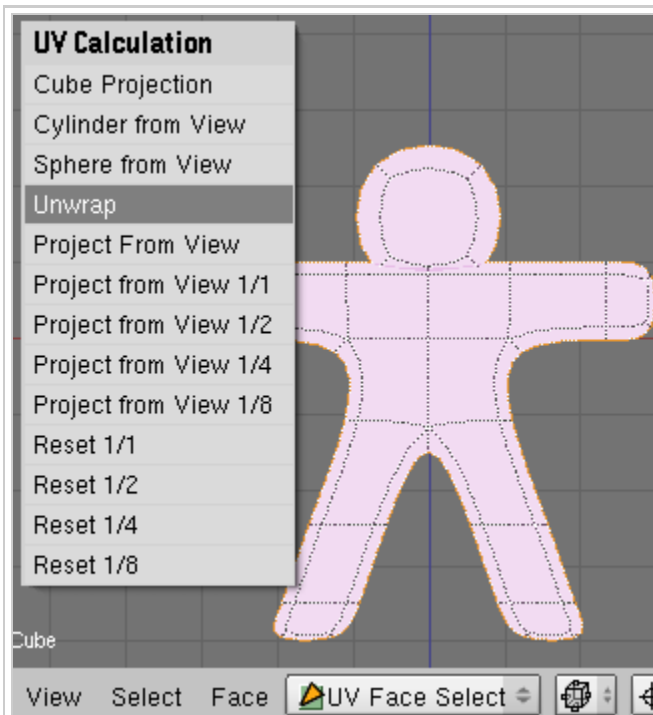 UV Calculation
Cube Projection
Cylinder from View
Sphere from View
Unwrap
Project From View
Project from View 1/1
Project from View 1/2
Project from View 1/4
Project from View 1/8
Reset 1/1
Reset 1/2
Reset 1/4
Reset 1/8
Cube
View Select Face UV Face Select